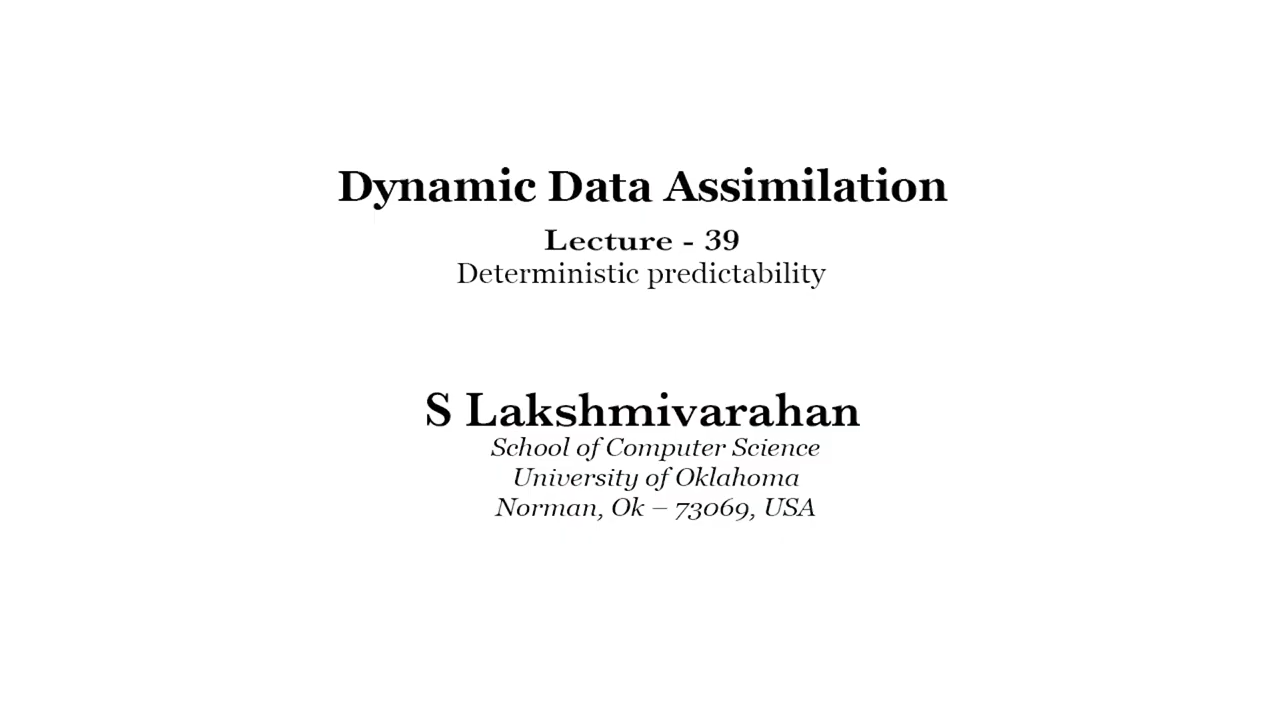 Dynamic Data Assimilation
Lecture - 39
Deterministic predictability
S Lakshmivarahan
School of Computer Science
University of Oklahoma
Norman, Ok – 73069, USA